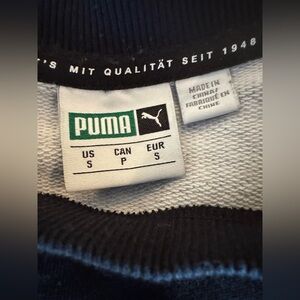 'S MIT QUALITÄT SEIT 1948
MADE IN
CHINA/
FABRIQUÉ EN
CHINE
PUMA
US CAN EUR
S P S